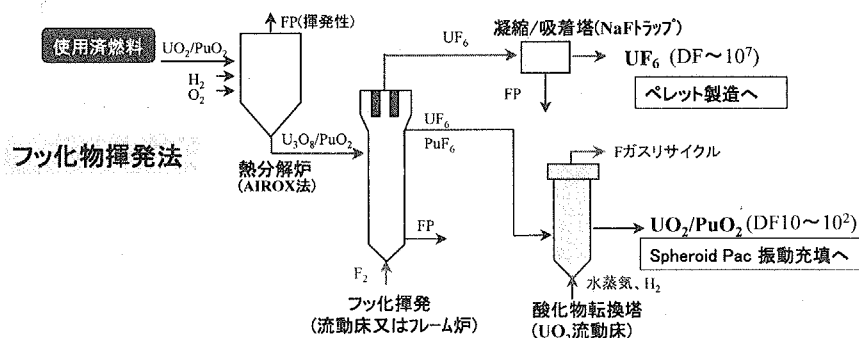 フッ化物揮発法
使用済燃料
UO₂/PuO₂
H₂
O₂
FP(揮発性)
U₃O₈/PuO₂
熱分解炉
(AIROX法)
UF₆
UF₆
PuF₆
FP
F₂
フッ化揮発
(流動床又はフレーム炉)
凝縮/吸着塔(NaFトラップ)
FP
UF₆ (DF～10⁷)
ペレット製造へ
Fガスリサイクル
UO₂/PuO₂ (DF10～10²)
Spheroid Pac 振動充填へ
水蒸気、H₂
酸化物転換塔
(UO₂流動床)